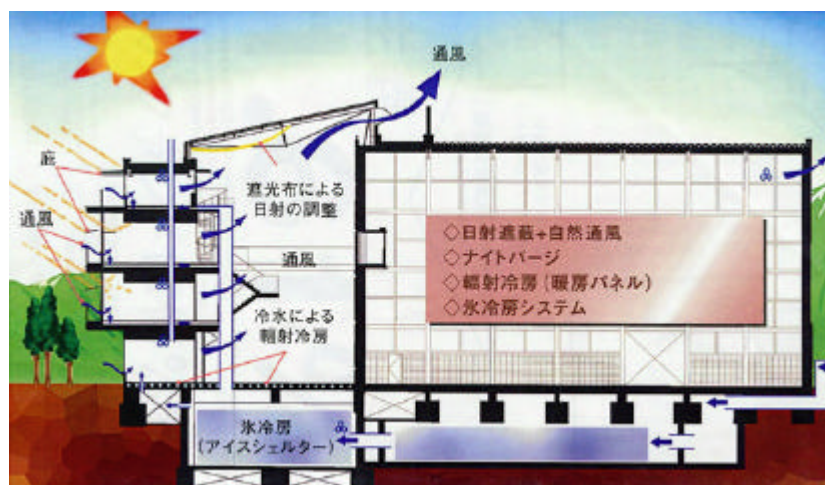 通風
庇
遮光布による
日射の調整
通風
通風
◇日射遮蔽+自然通風
◇ナイトパージ
◇輻射冷房(暖房パネル)
◇氷冷房システム
冷水による
輻射冷房
氷冷房
(アイスシェルター)